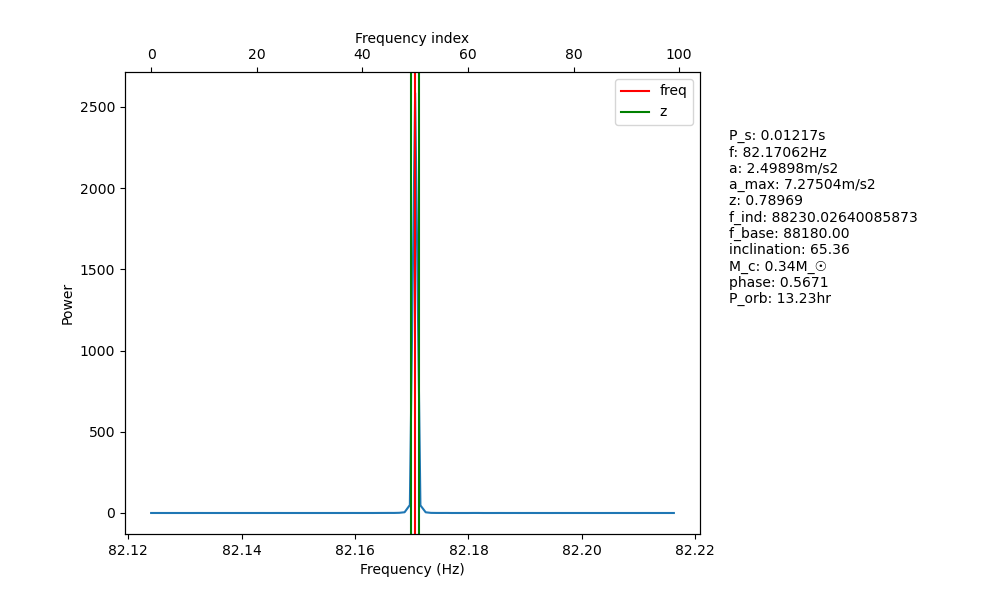 Frequency index
0 20 40 60 80 100
freq
z
2500
2000
1500
1000
500
0
Power
P_s: 0.01217s
f: 82.17062Hz
a: 2.49898m/s2
a_max: 7.27504m/s2
z: 0.78969
f_ind: 88230.02640085873
f_base: 88180.00
inclination: 65.36
M_c: 0.34M_☉
phase: 0.5671
P_orb: 13.23hr
82.12 82.14 82.16 82.18 82.20 82.22
Frequency (Hz)